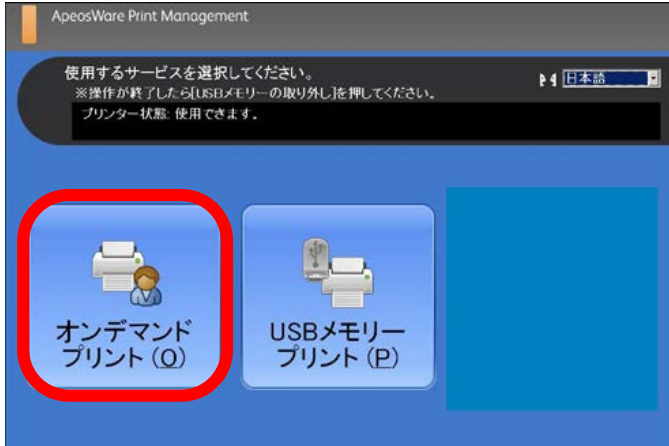 ApeosWare Print Management
使用するサービスを選択してください。
※操作が終了したら[USBメモリーの取り外し]を押してください。
日本語
プリンター状態: 使用できます。
オンデマンド
プリント (O)
USBメモリー
プリント (P)